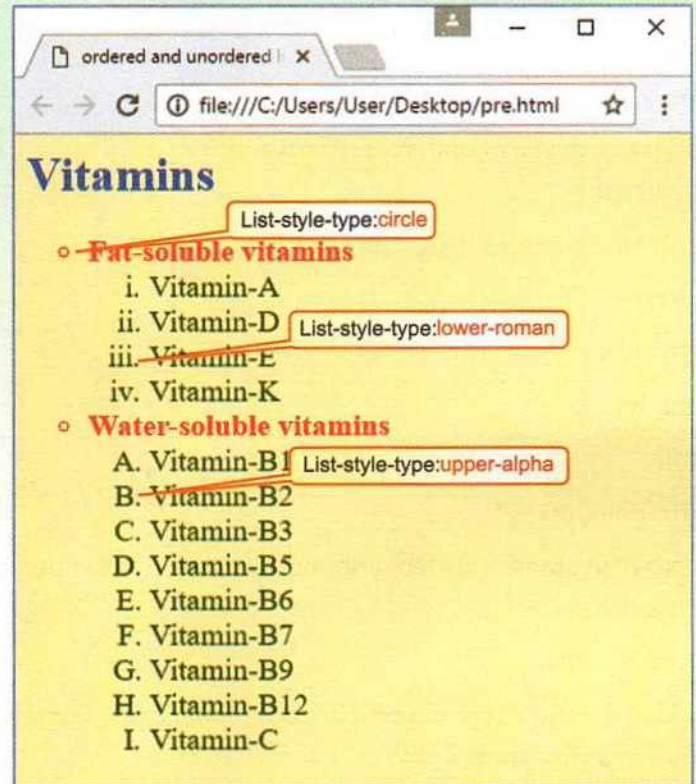 ordered and unordered l
file:///C:/Users/User/Desktop/pre.html
Vitamins
List-style-type:circle
Fat-soluble vitamins
i. Vitamin-A
ii. Vitamin-D
List-style-type:lower-roman
iii. Vitamin-E
iv. Vitamin-K
Water-soluble vitamins
A. Vitamin-B1
List-style-type:upper-alpha
B. Vitamin-B2
C. Vitamin-B3
D. Vitamin-B5
E. Vitamin-B6
F. Vitamin-B7
G. Vitamin-B9
H. Vitamin-B12
I. Vitamin-C